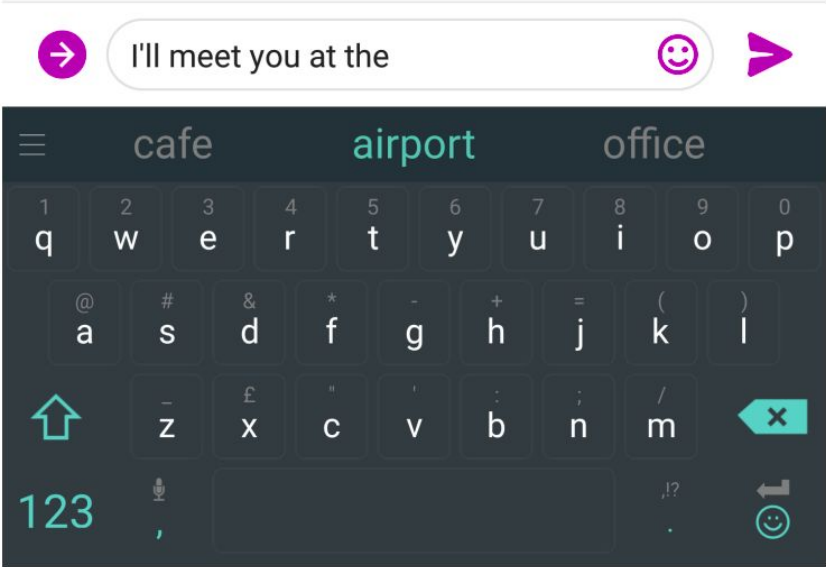 I'll meet you at the
cafe airport office
1 2 3 4 5 6 7 8 9 0
q w e r t y u i o p
@ # & * - + = ( )
a s d f g h j k l
_ £ " ' : ; /
z x c v b n m
123 , ,!? .